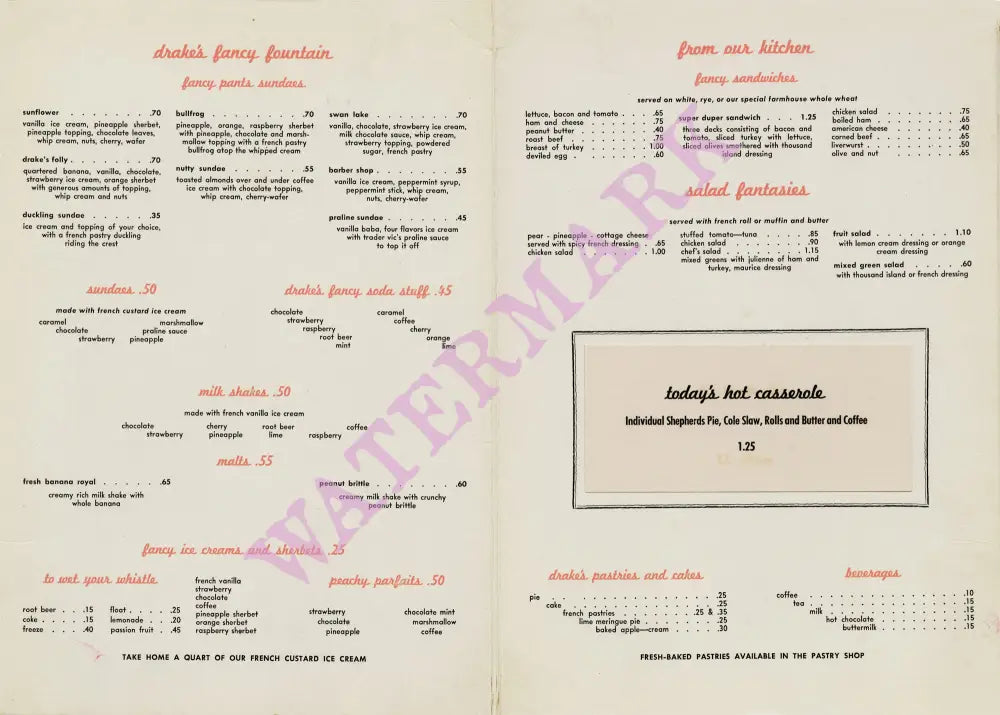 drake's fancy fountain
fancy pants sundaes
sunflower . . . . . . . .70
vanilla ice cream, pineapple sherbet,
pineapple topping, chocolate leaves,
whip cream, nuts, cherry, wafer
drake's folly . . . . . . . .70
quartered banana, vanilla, chocolate,
strawberry ice cream, orange sherbet
with generous amounts of topping,
whip cream and nuts
duckling sundae . . . . . . .35
ice cream and topping of your choice,
with a french pastry duckling
riding the crest
bullfrog . . . . . . . .70
pineapple, orange, raspberry sherbet
with pineapple, chocolate and marsh-
mallow topping with a french pastry
bullfrog atop the whipped cream
nutty sundae . . . . . . .55
toasted almonds over and under coffee
ice cream with chocolate topping,
whip cream, cherry-wafer
swan lake . . . . . . . .70
vanilla, chocolate, strawberry ice cream,
milk chocolate sauce, whip cream,
strawberry topping, powdered
sugar, french pastry
barber shop . . . . . . . .55
vanilla ice cream, peppermint syrup,
peppermint stick, whip cream,
nuts, cherry-wafer
praline sundae . . . . . . .45
vanilla baba, four flavors ice cream
with trader vic's praline sauce
to top it off
sundaes .50
made with french custard ice cream
caramel marshmallow
chocolate praline sauce
strawberry pineapple
drake's fancy soda stuff .45
chocolate caramel
strawberry coffee
raspberry cherry
root beer orange
mint lime
milk shakes .50
made with french vanilla ice cream
chocolate cherry root beer coffee
strawberry pineapple lime raspberry
malts .55
fresh banana royal . . . . . . .65
creamy rich milk shake with
whole banana
peanut brittle . . . . . . . .60
creamy milk shake with crunchy
peanut brittle
fancy ice creams and sherbets .25
french vanilla
strawberry
chocolate
coffee
pineapple sherbet
orange sherbet
raspberry sherbet
to wet your whistle
root beer . . . .15 float . . . . .25
coke . . . . . .15 lemonade . . . .20
freeze . . . . .40 passion fruit . . .45
peachy parfaits .50
strawberry chocolate mint
chocolate marshmallow
pineapple coffee
TAKE HOME A QUART OF OUR FRENCH CUSTARD ICE CREAM
from our kitchen
fancy sandwiches
served on white, rye, or our special farmhouse whole wheat
lettuce, bacon and tomato . . . .65
ham and cheese . . . . . . . .75
peanut butter . . . . . . . .40
roast beef . . . . . . . . .75
breast of turkey . . . . . . 1.00
deviled egg . . . . . . . . .60
super duper sandwich . . . 1.25
three decks consisting of bacon and
tomato, sliced turkey with lettuce,
sliced olives smothered with thousand
island dressing
chicken salad . . . . . . . . .75
boiled ham . . . . . . . . .65
american cheese . . . . . . . .40
corned beef . . . . . . . . .65
liverwurst . . . . . . . . .50
olive and nut . . . . . . . . .65
salad fantasies
served with french roll or muffin and butter
pear - pineapple - cottage cheese
served with spicy french dressing . .65
chicken salad . . . . . . . 1.00
stuffed tomato—tuna . . . . .85
chicken salad . . . . . . . .90
chef's salad . . . . . . . . 1.15
mixed greens with julienne of ham and
turkey, maurice dressing
fruit salad . . . . . . . 1.10
with lemon cream dressing or orange
cream dressing
mixed green salad . . . . . .60
with thousand island or french dressing
today's hot casserole
Individual Shepherds Pie, Cole Slaw, Rolls and Butter and Coffee
1.25
drake's pastries and cakes
pie . . . . . . . . . . . . .25
cake . . . . . . . . . . . .25
french pastries . . . . . . .25 & .35
lime meringue pie . . . . . . .25
baked apple—cream . . . . . .30
beverages
coffee . . . . . . . . . . . .10
tea . . . . . . . . . . . . .15
milk . . . . . . . . . . . .15
hot chocolate . . . . . . . . .15
buttermilk . . . . . . . . . .15
FRESH-BAKED PASTRIES AVAILABLE IN THE PASTRY SHOP
WATERMARK